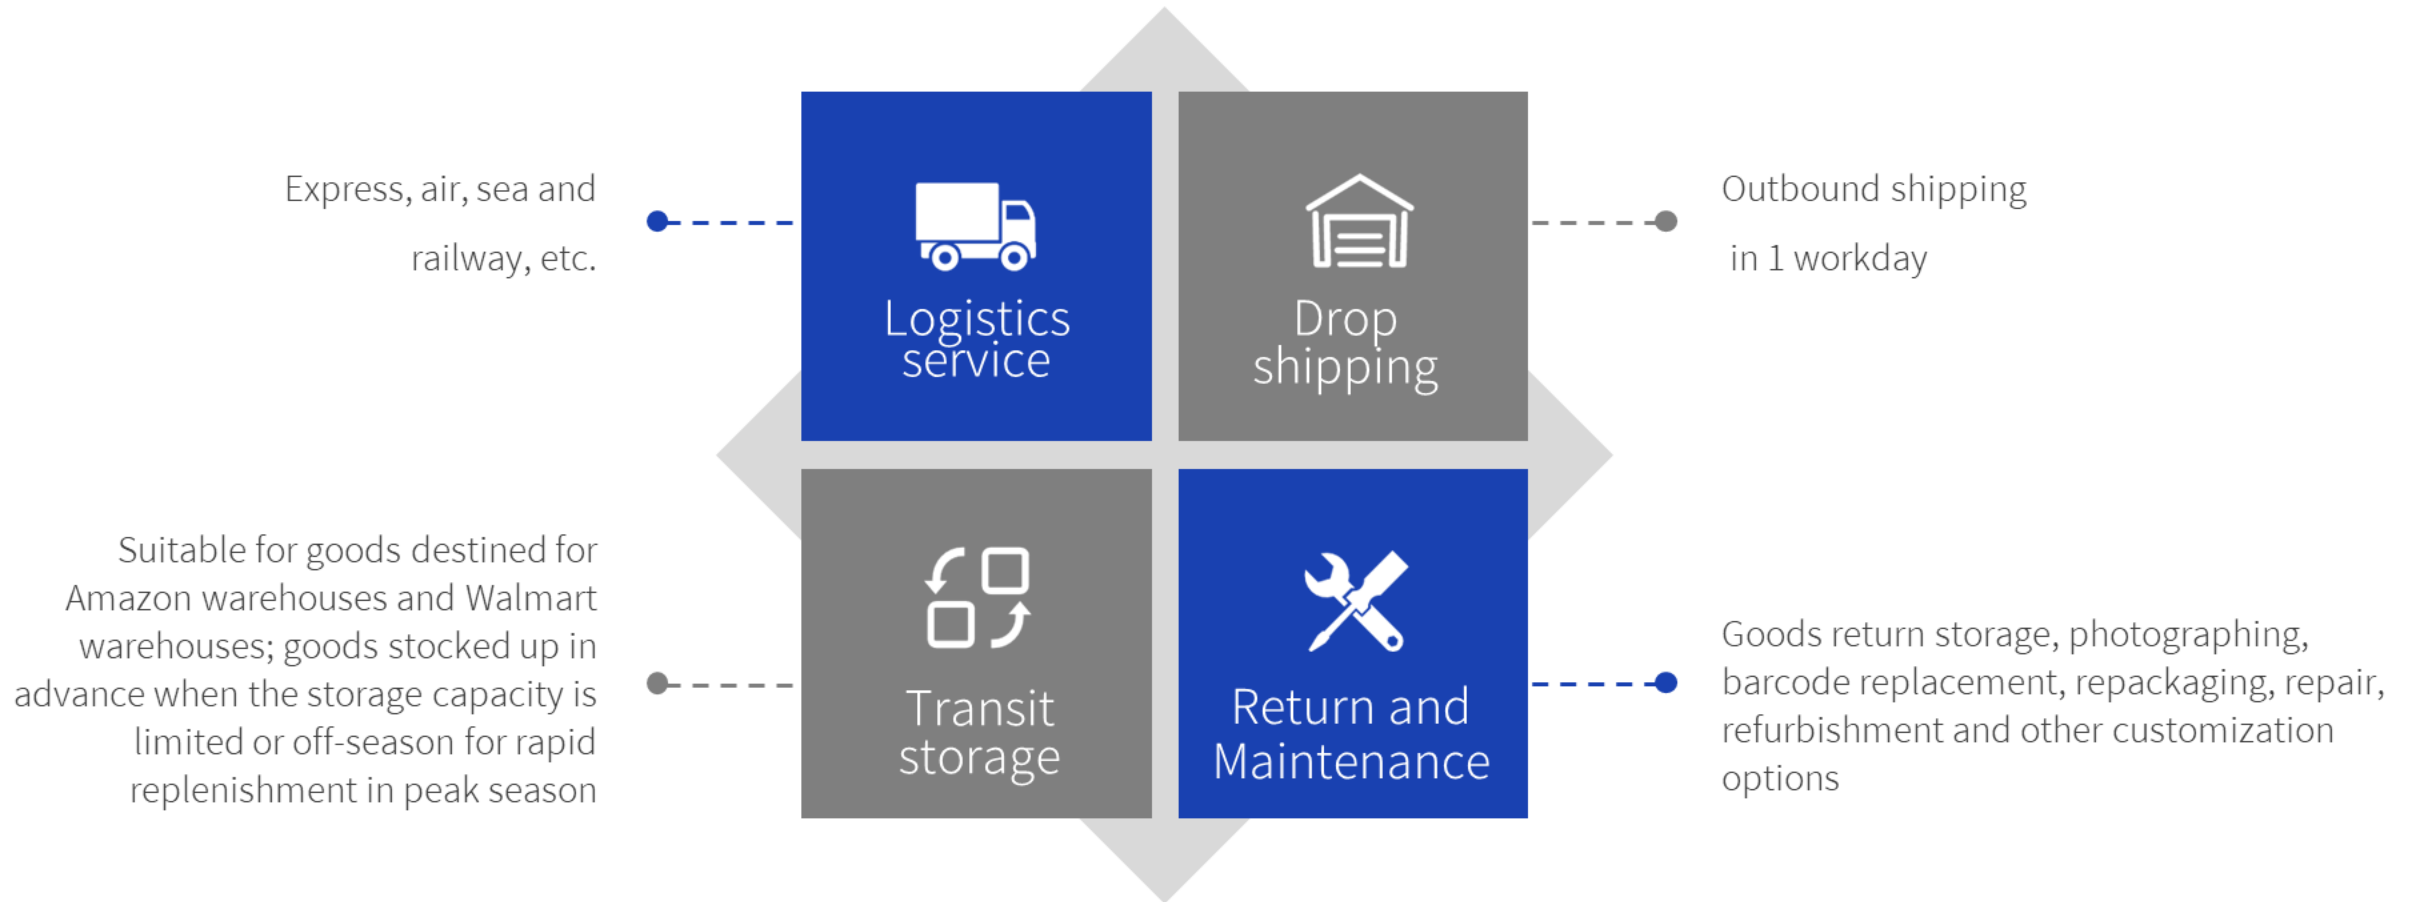 Express, air, sea and
railway, etc.
Logistics
service
Drop
shipping
Outbound shipping
in 1 workday
Suitable for goods destined for
Amazon warehouses and Walmart
warehouses; goods stocked up in
advance when the storage capacity is
limited or off-season for rapid
replenishment in peak season
Transit
storage
Return and
Maintenance
Goods return storage, photographing,
barcode replacement, repackaging, repair,
refurbishment and other customization
options